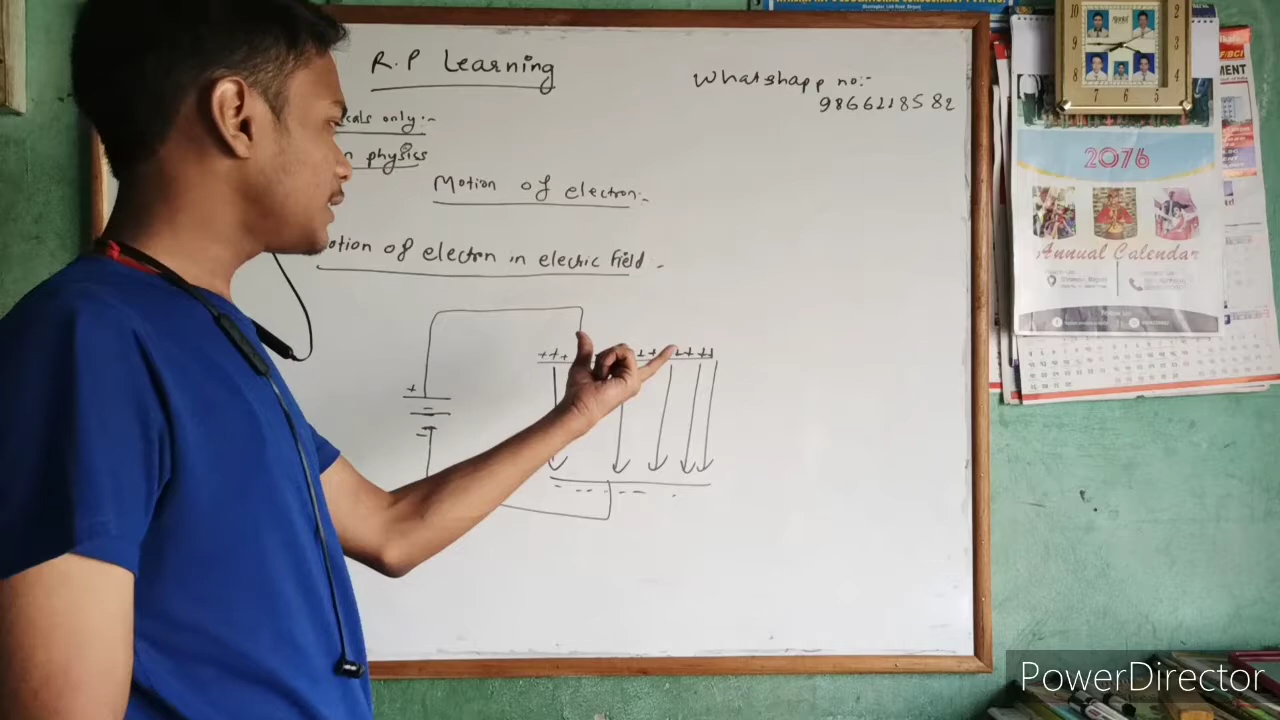 R.P Learning
Whatshapp no:-
9866218582
cals only:-
n physics
Motion of electron:-
otion of electron in electric field -
2076
Annual Calendar
PowerDirector